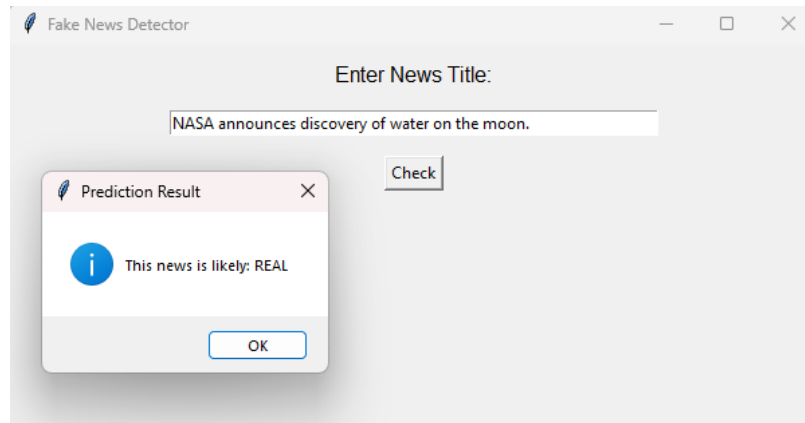 Fake News Detector
Enter News Title:
NASA announces discovery of water on the moon.
Check
Prediction Result
This news is likely: REAL
OK